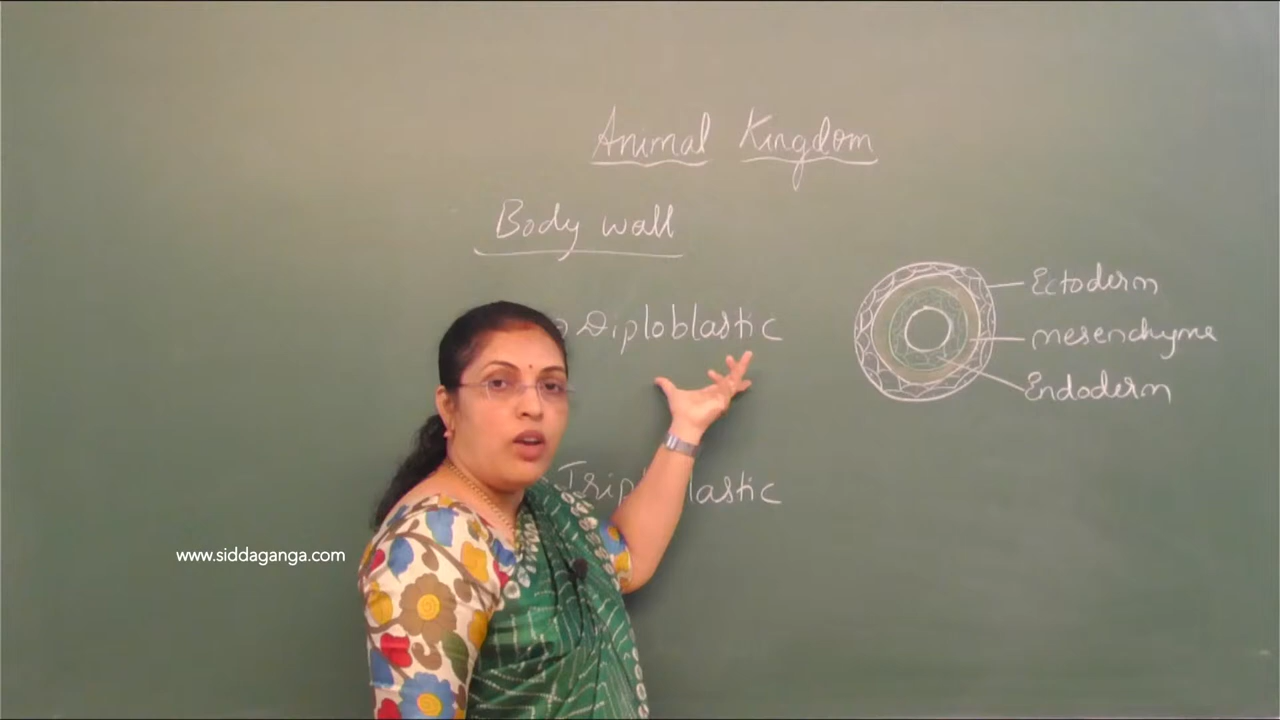 Animal Kingdom
Body wall
Diploblastic
Ectoderm
mesenchyme
Endoderm
www.siddaganga.com